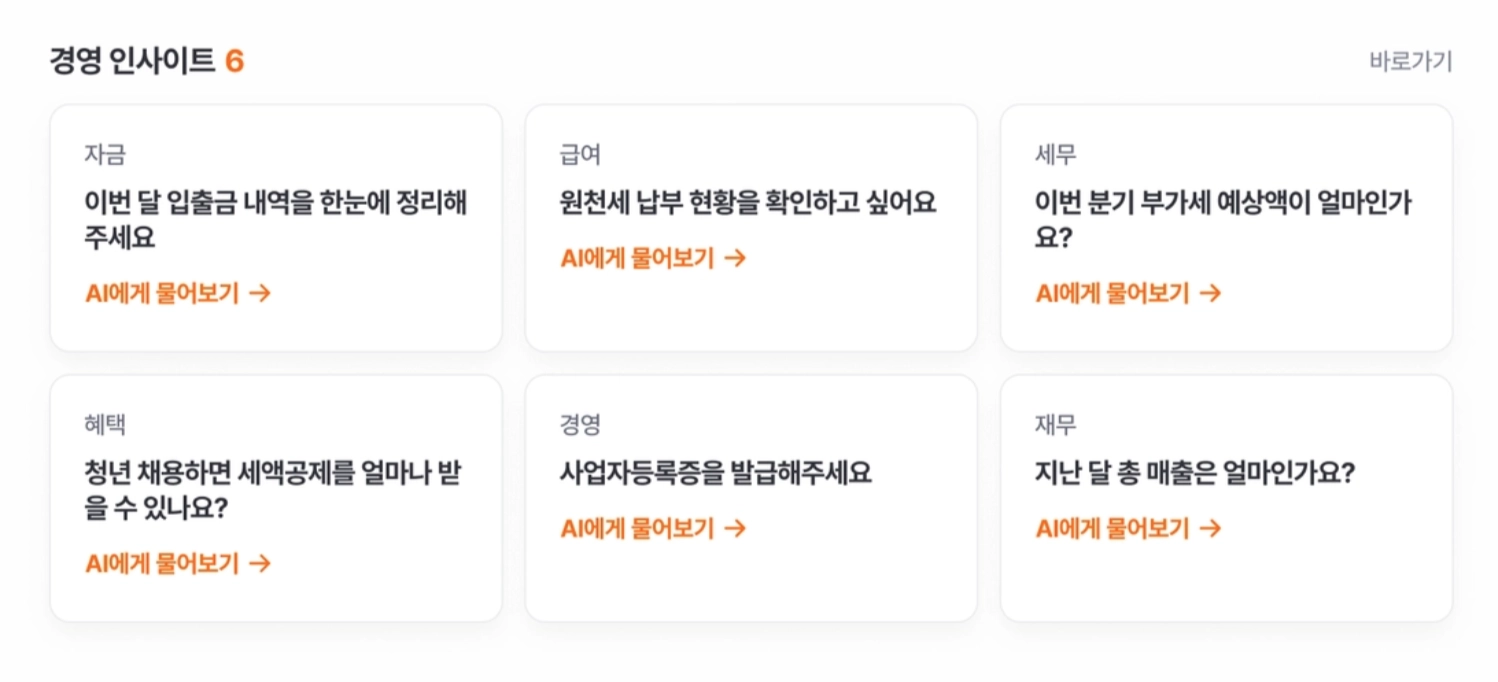 경영 인사이트 6
바로가기
자금
이번 달 입출금 내역을 한눈에 정리해
주세요
AI에게 물어보기 →
급여
원천세 납부 현황을 확인하고 싶어요
AI에게 물어보기 →
세무
이번 분기 부가세 예상액이 얼마인가
요?
AI에게 물어보기 →
혜택
청년 채용하면 세액공제를 얼마나 받
을 수 있나요?
AI에게 물어보기 →
경영
사업자등록증을 발급해주세요
AI에게 물어보기 →
재무
지난 달 총 매출은 얼마인가요?
AI에게 물어보기 →